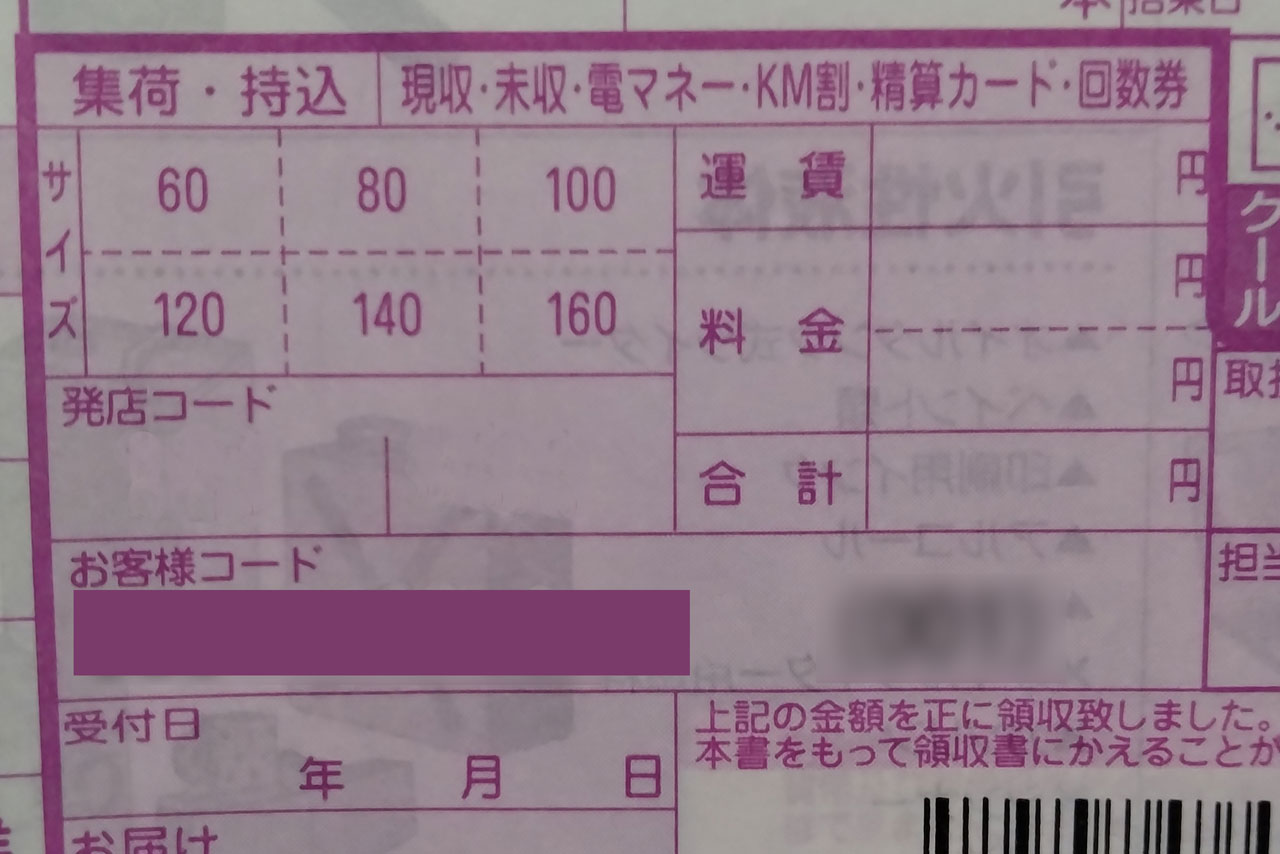 集荷・持込
現収・未収・電マネー・KM割・精算カード・回数券
サイズ
60 80 100
120 140 160
運賃 円
料金 円
円
合計 円
クール
発店コード
お客様コード
受付日
年 月 日
上記の金額を正に領収致しました。
本書をもって領収書にかえることが
お届け